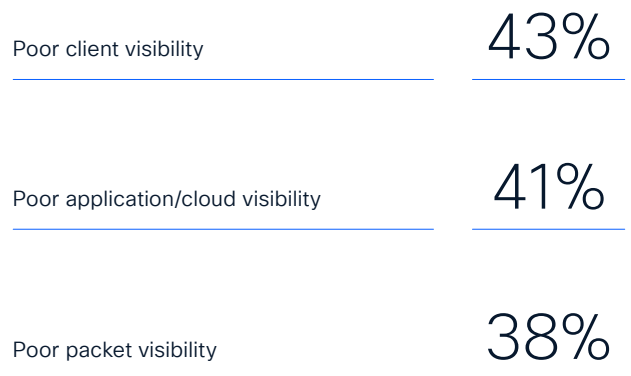 Poor client visibility 43%
Poor application/cloud visibility 41%
Poor packet visibility 38%